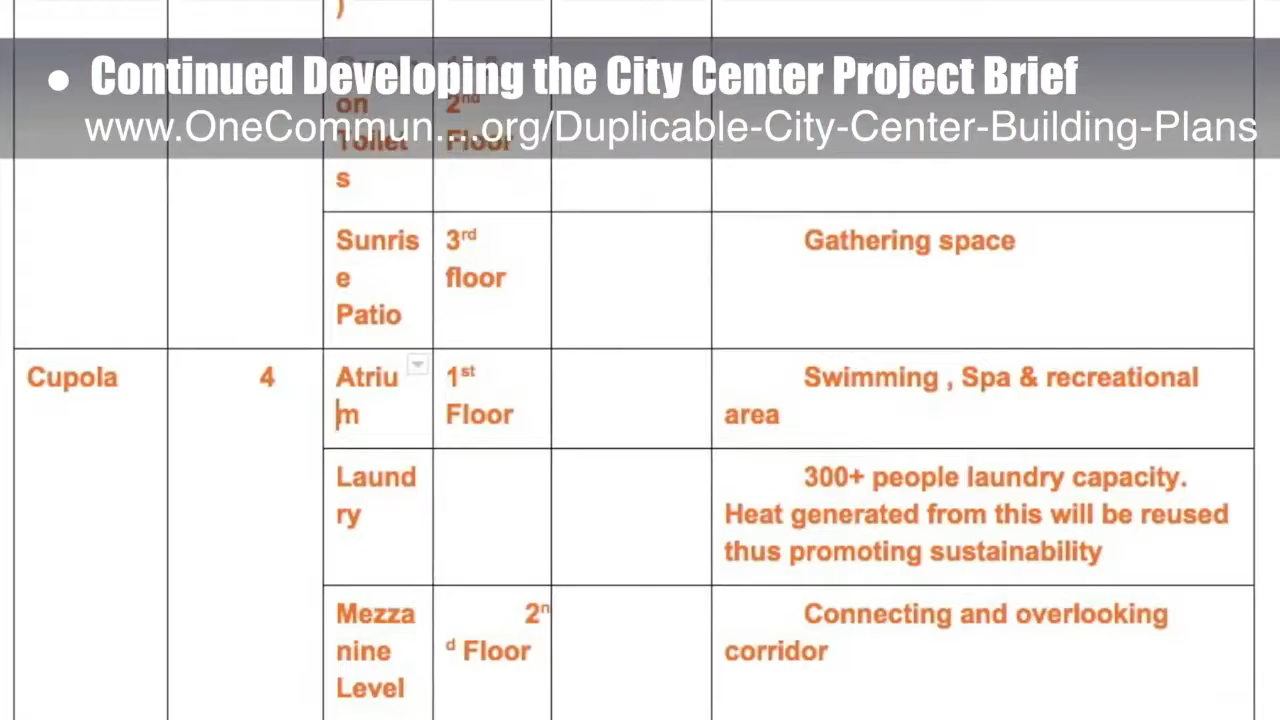 )
● Continued Developing the City Center Project Brief
www.OneCommun....org/Duplicable-City-Center-Building-Plans
on 2nd
Toilet Floor
s
Sunris 3rd Gathering space
e floor
Patio
Cupola 4 Atriu 1st Swimming , Spa & recreational
m Floor area
Laund 300+ people laundry capacity.
ry Heat generated from this will be reused
thus promoting sustainability
Mezza 2n Connecting and overlooking
nine d Floor corridor
Level